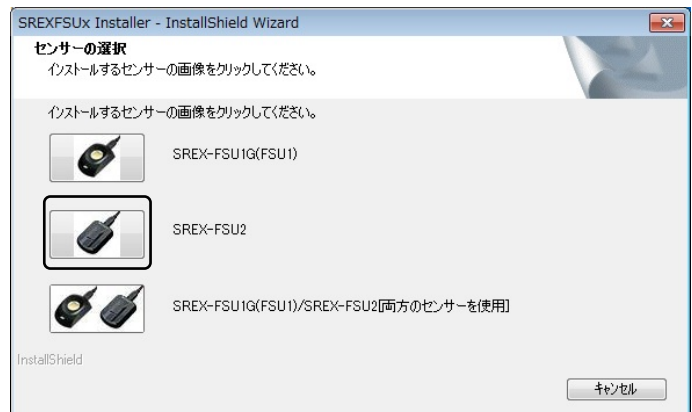 SREXFSUx Installer - InstallShield Wizard
センサーの選択
インストールするセンサーの画像をクリックしてください。
インストールするセンサーの画像をクリックしてください。
SREX-FSU1G(FSU1)
SREX-FSU2
SREX-FSU1G(FSU1)/SREX-FSU2[両方のセンサーを使用]
InstallShield
キャンセル